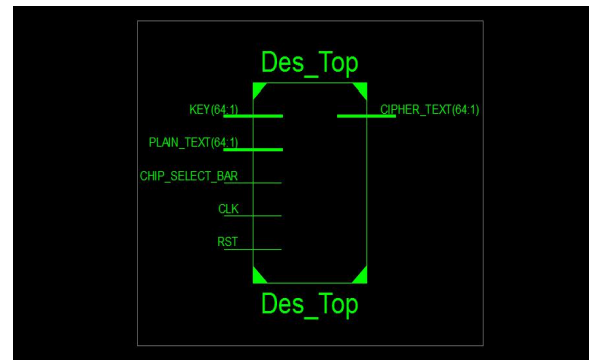 Des_Top
KEY(64:1)
CIPHER_TEXT(64:1)
PLAIN_TEXT(64:1)
CHIP_SELECT_BAR
CLK
RST
Des_Top